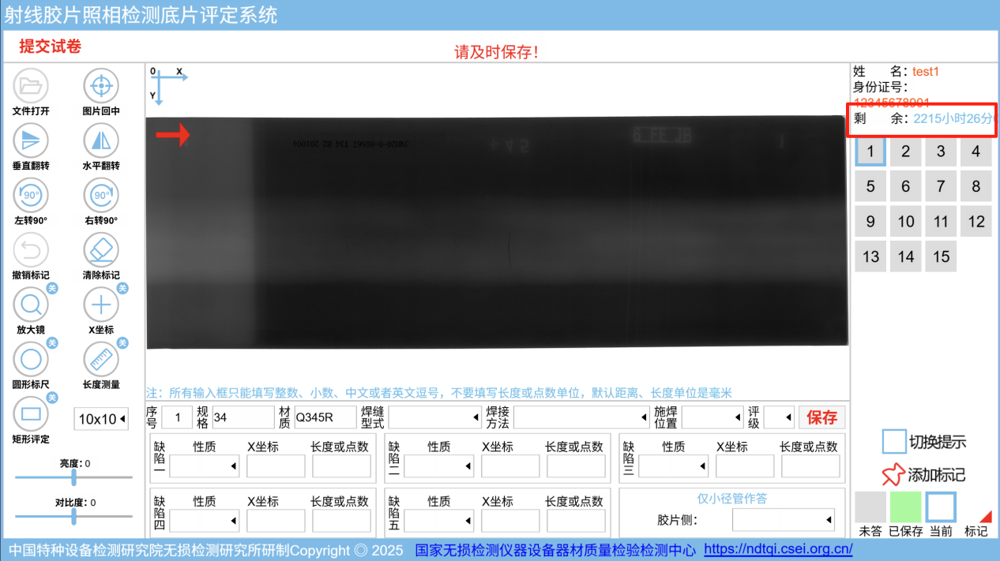 射线胶片照相检测底片评定系统
提交试卷
请及时保存！
文件打开
图片回中
垂直翻转
水平翻转
90°
90°
左转90°
右转90°
撤销标记
清除标记
关
关
放大镜
X坐标
关
关
圆形标尺
长度测量
关
矩形评定
10x10
亮度：0
对比度：0
0 X
Y
姓 名：test1
身份证号：
12345678901
剩 余：2215小时26分
1 2 3 4
5 6 7 8
9 10 11 12
13 14 15
注：所有输入框只能填写整数、小数、中文或者英文逗号，不要填写长度或点数单位，默认距离、长度单位是毫米
序号 1 规格 34 材质 Q345R 焊缝型式 焊接方法 施焊位置 评级 保存
缺陷一 性质 X坐标 长度或点数
缺陷二 性质 X坐标 长度或点数
缺陷三 性质 X坐标 长度或点数
缺陷四 性质 X坐标 长度或点数
缺陷五 性质 X坐标 长度或点数
仅小径管作答
胶片侧：
切换提示
添加标记
未答 已保存 当前 标记
中国特种设备检测研究院无损检测研究所研制Copyright © 2025 国家无损检测仪器设备器材质量检验检测中心 https://ndtqi.csei.org.cn/